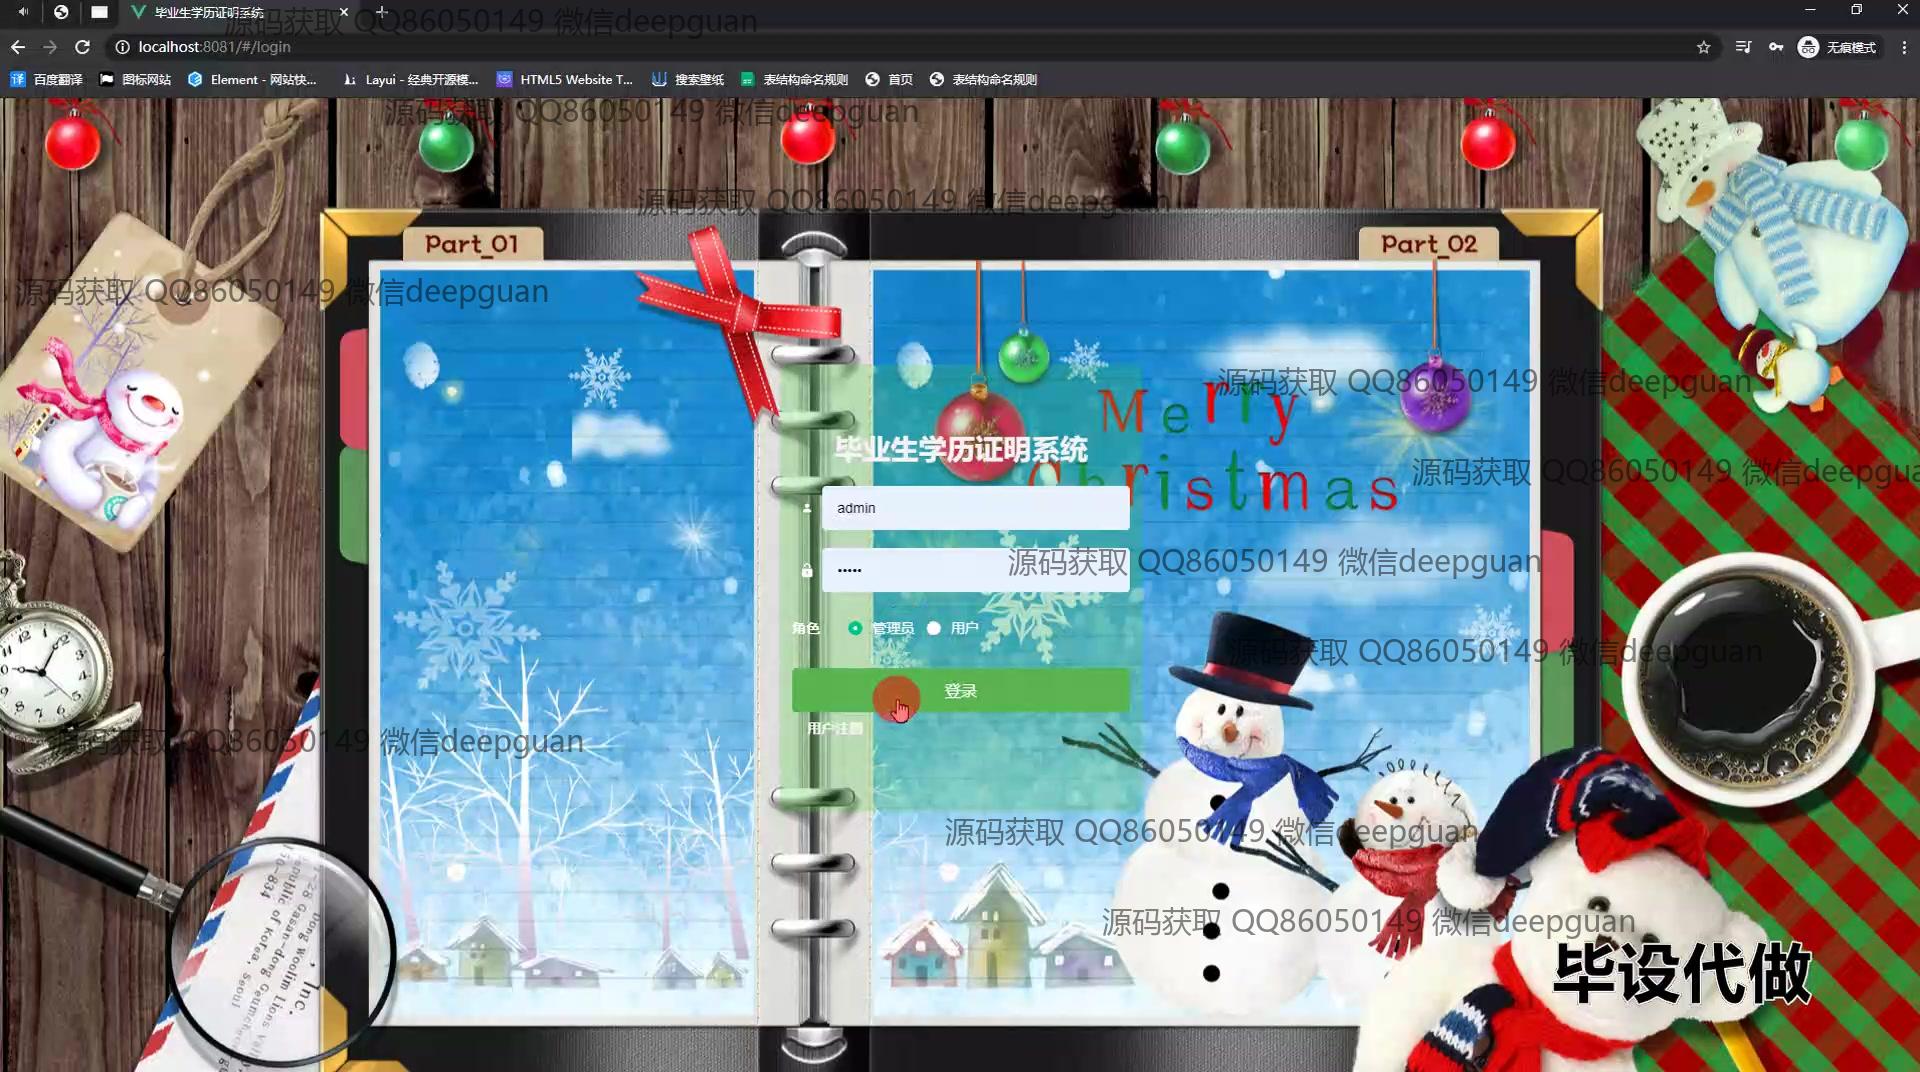 毕业生学历证明系统
localhost:8081/#/login
无痕模式
百度翻译
图标网站
Element - 网站快...
Layui - 经典开源模...
HTML5 Website T...
搜索壁纸
表结构命名规则
首页
表结构命名规则
源码获取 QQ86050149 微信deepguan
源码获取 QQ86050149 微信deepguan
源码获取 QQ86050149 微信deepguan
Part_01
Part_02
源码获取 QQ86050149 微信deepguan
源码获取 QQ86050149 微信deepguan
Merry
Christmas
毕业生学历证明系统
源码获取 QQ86050149 微信deepgua
admin
•••••
源码获取 QQ86050149 微信deepguan
角色
管理员
用户
源码获取 QQ86050149 微信deepguan
登录
用户注册
源码获取 QQ86050149 微信deepguan
源码获取 QQ86050149 微信deepguan
源码获取 QQ86050149 微信deepguan
毕设代做
Inc.